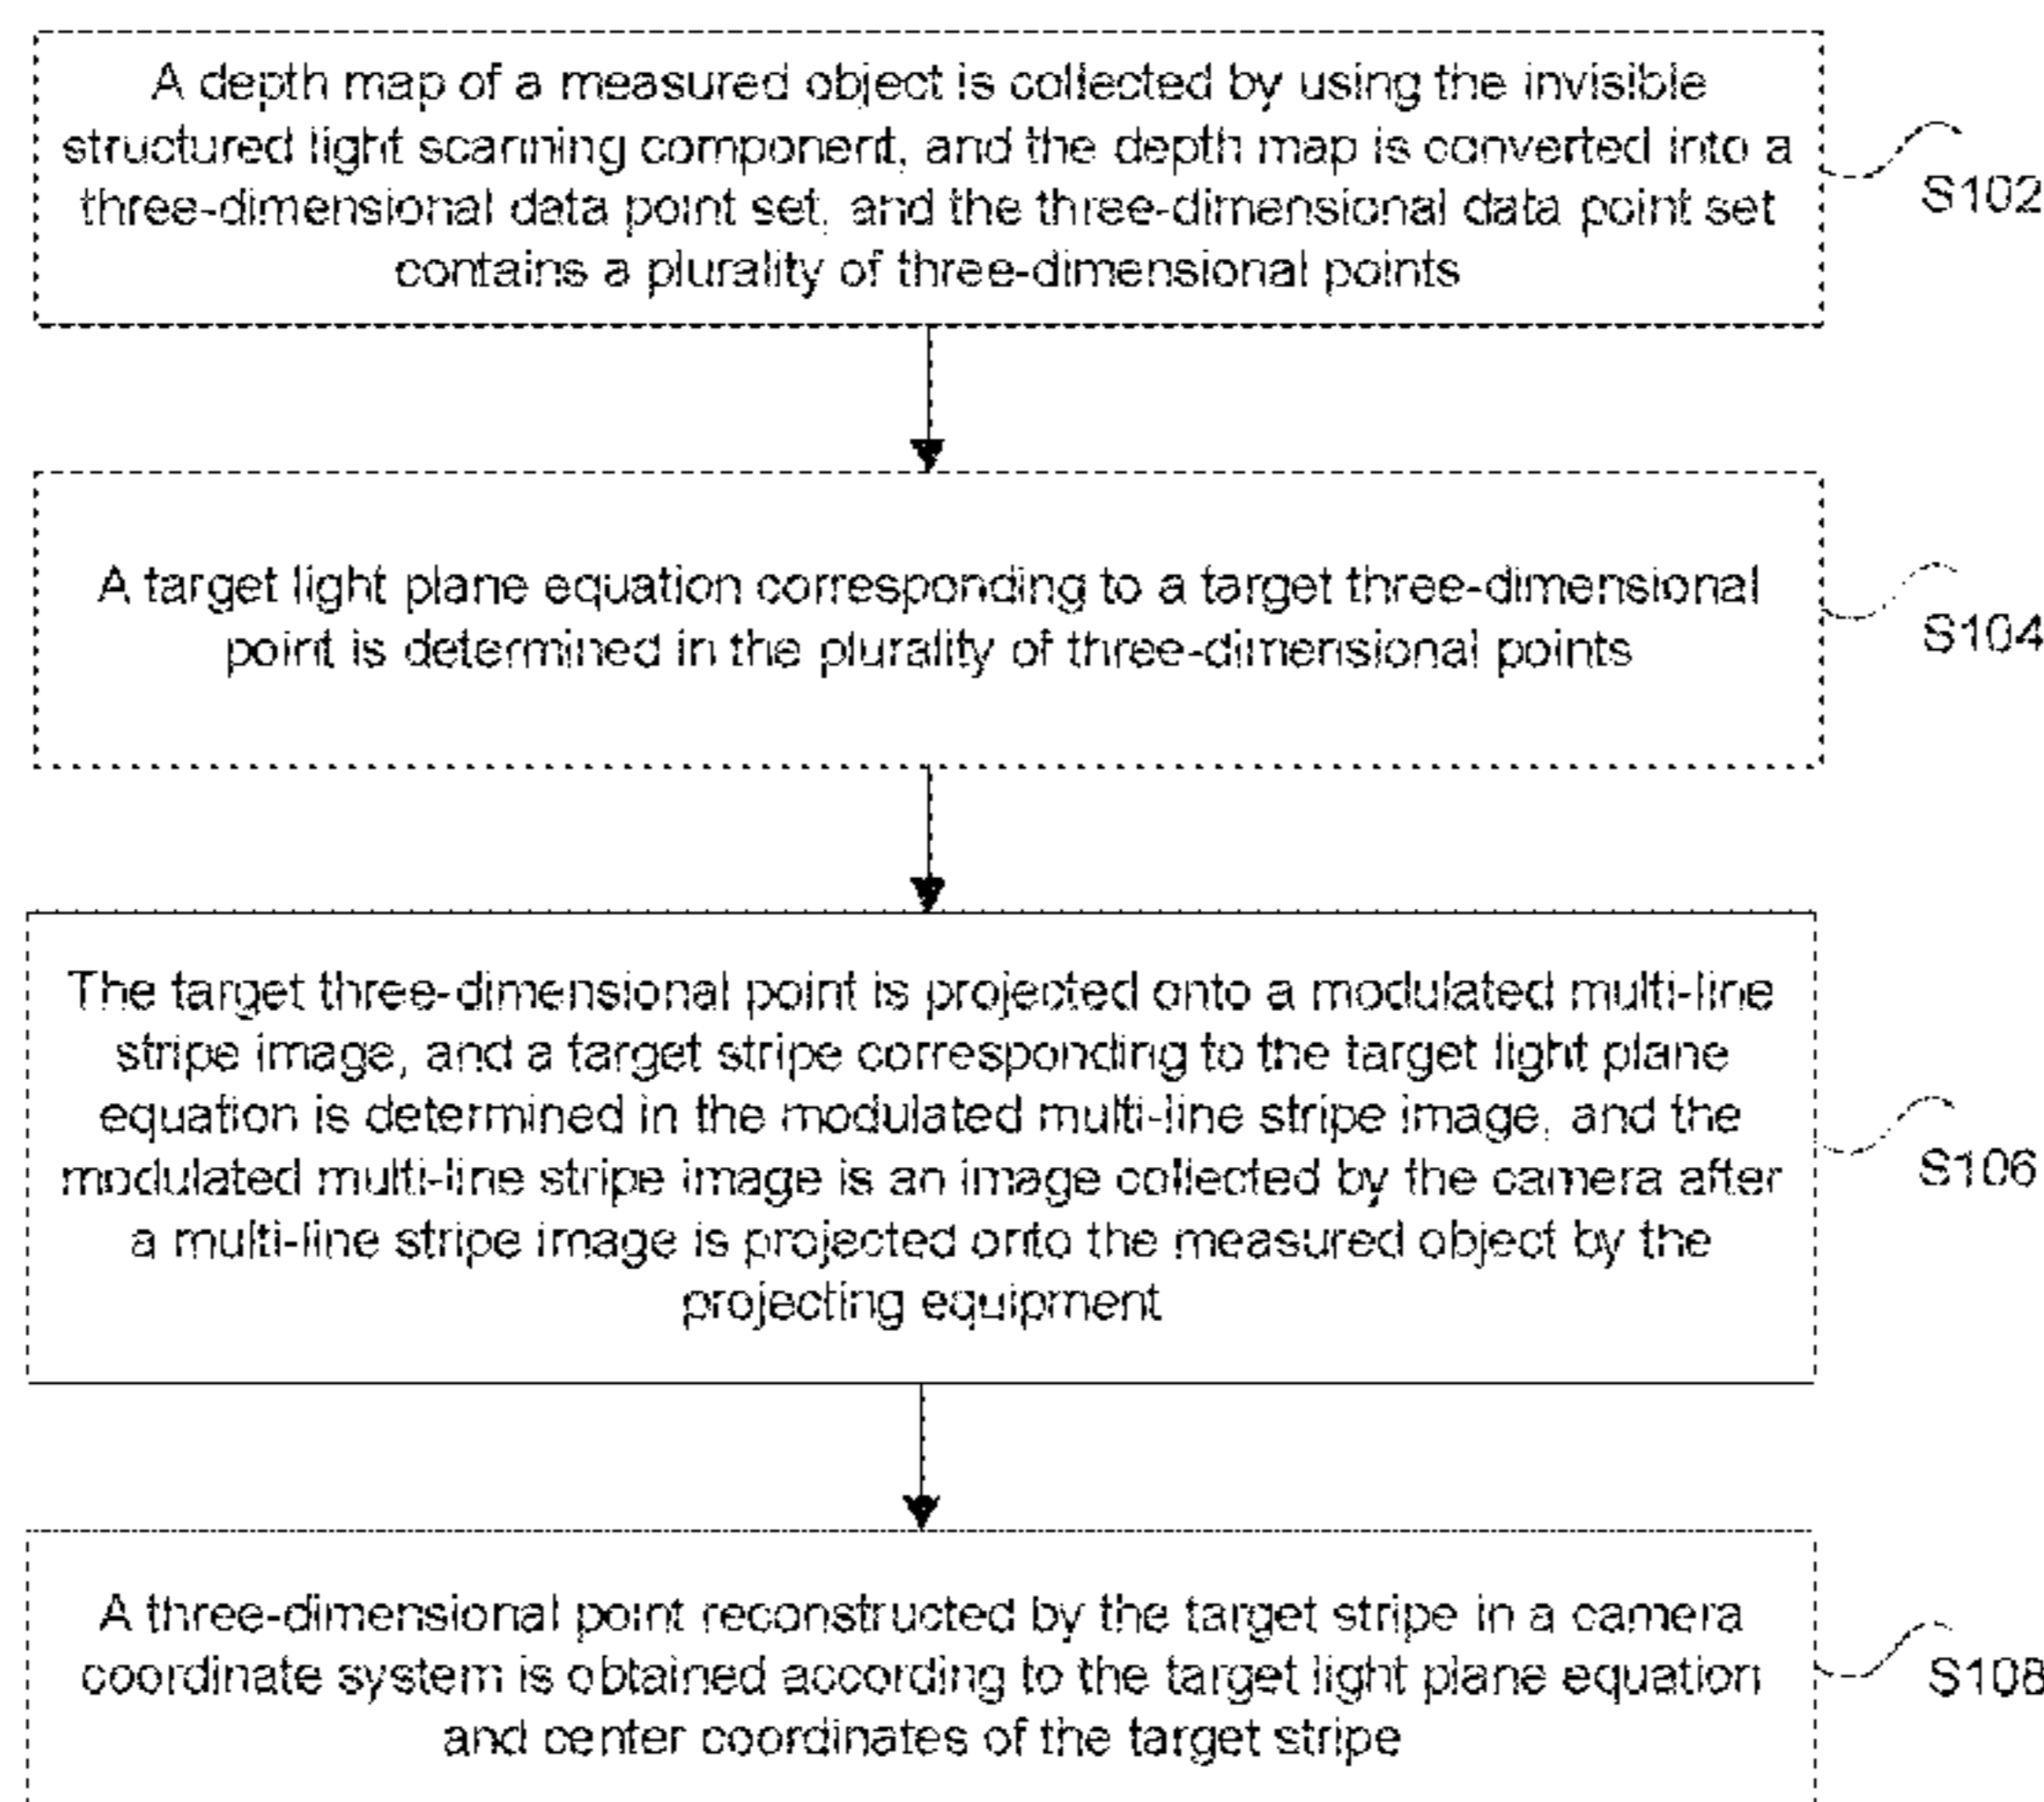 A depth map of a measured object is collected by using the invisible
structured light scanning component, and the depth map is converted into a
three-dimensional data point set, and the three-dimensional data point set
contains a plurality of three-dimensional points
S102
A target light plane equation corresponding to a target three-dimensional
point is determined in the plurality of three-dimensional points
S104
The target three-dimensional point is projected onto a modulated multi-line
stripe image, and a target stripe corresponding to the target light plane
equation is determined in the modulated multi-line stripe image, and the
modulated multi-line stripe image is an image collected by the camera after
a multi-line stripe image is projected onto the measured object by the
projecting equipment
S106
A three-dimensional point reconstructed by the target stripe in a camera
coordinate system is obtained according to the target light plane equation
and center coordinates of the target stripe
S108